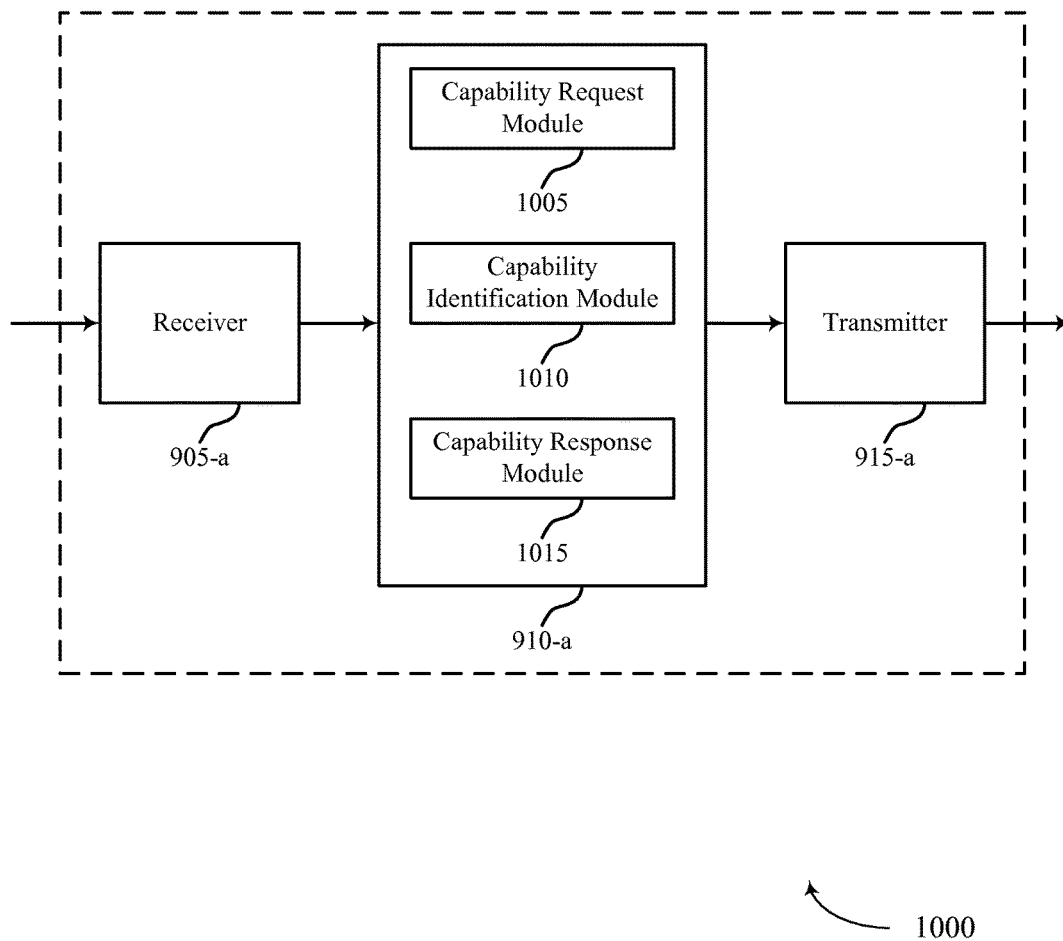 Capability Request
Module
1005
Capability
Identification Module
1010
Capability Response
Module
1015
910-a
Receiver
905-a
Transmitter
915-a
1000